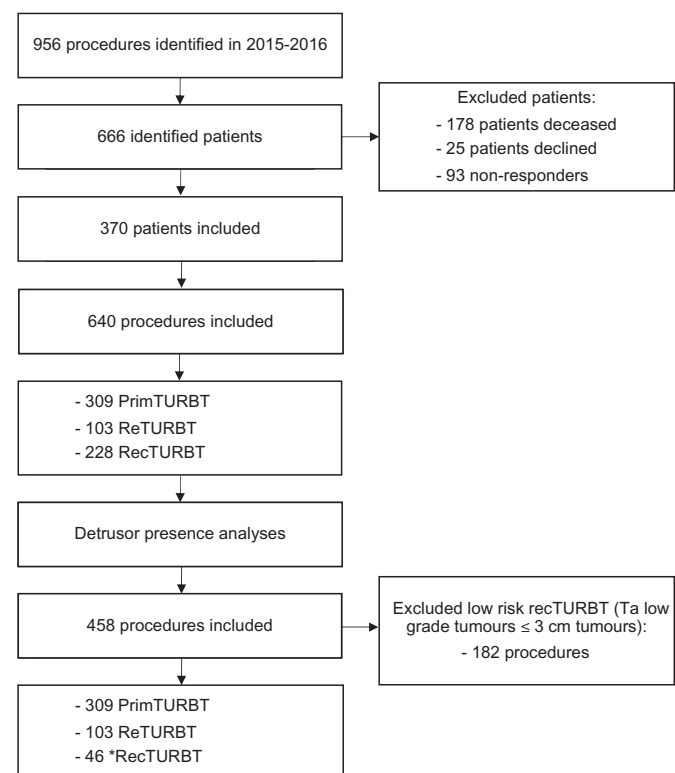 956 procedures identified in 2015-2016
666 identified patients
Excluded patients:
- 178 patients deceased
- 25 patients declined
- 93 non-responders
370 patients included
640 procedures included
- 309 PrimTURBT
- 103 ReTURBT
- 228 RecTURBT
Detrusor presence analyses
458 procedures included
Excluded low risk recTURBT (Ta low
grade tumours ≤ 3 cm tumours):
- 182 procedures
- 309 PrimTURBT
- 103 ReTURBT
- 46 *RecTURBT